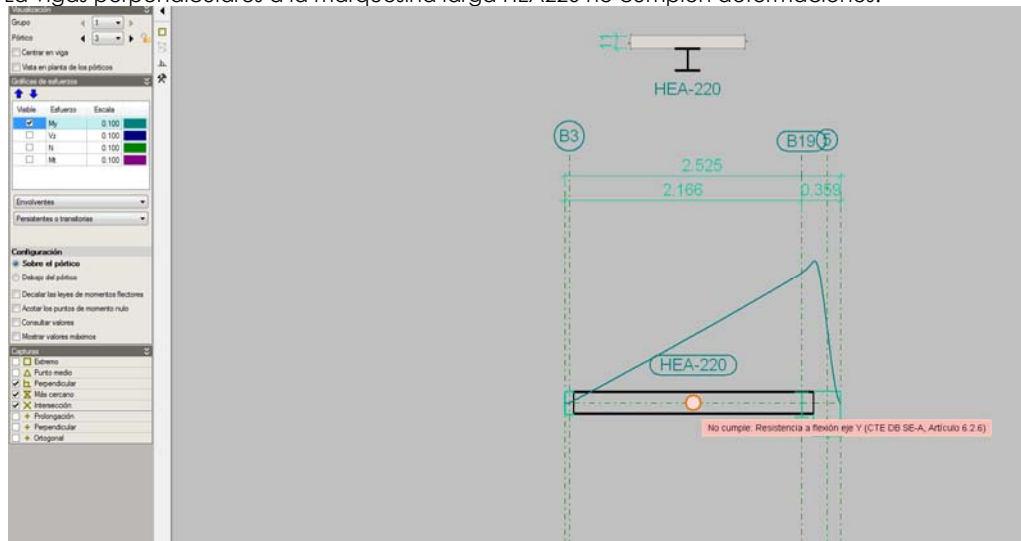 La vigas perpendiculares a la marquesina larga HEA220 no cumplen deformaciones.
Visualización
Grupo 1
Pórtico 3
Centrar en viga
Vista en planta de los pórticos
Gráficas de esfuerzos
Visible Esfuerzo Escala
My 0.100
Vz 0.100
N 0.100
Mt 0.100
Envolventes
Persistentes o transitorias
Configuración
Sobre el pórtico
Debajo del pórtico
Decalar las leyes de momentos flectores
Acotar los puntos de momento nulo
Consultar valores
Mostrar valores máximos
Capturas
Extremo
Punto medio
Perpendicular
Más cercano
Intersección
Prolongación
Perpendicular
Ortogonal
11
HEA-220
B3
B19
5
2.525
2.166 0.359
HEA-220
No cumple: Resistencia a flexión eje Y (CTE DB SE-A, Artículo 6.2.6)